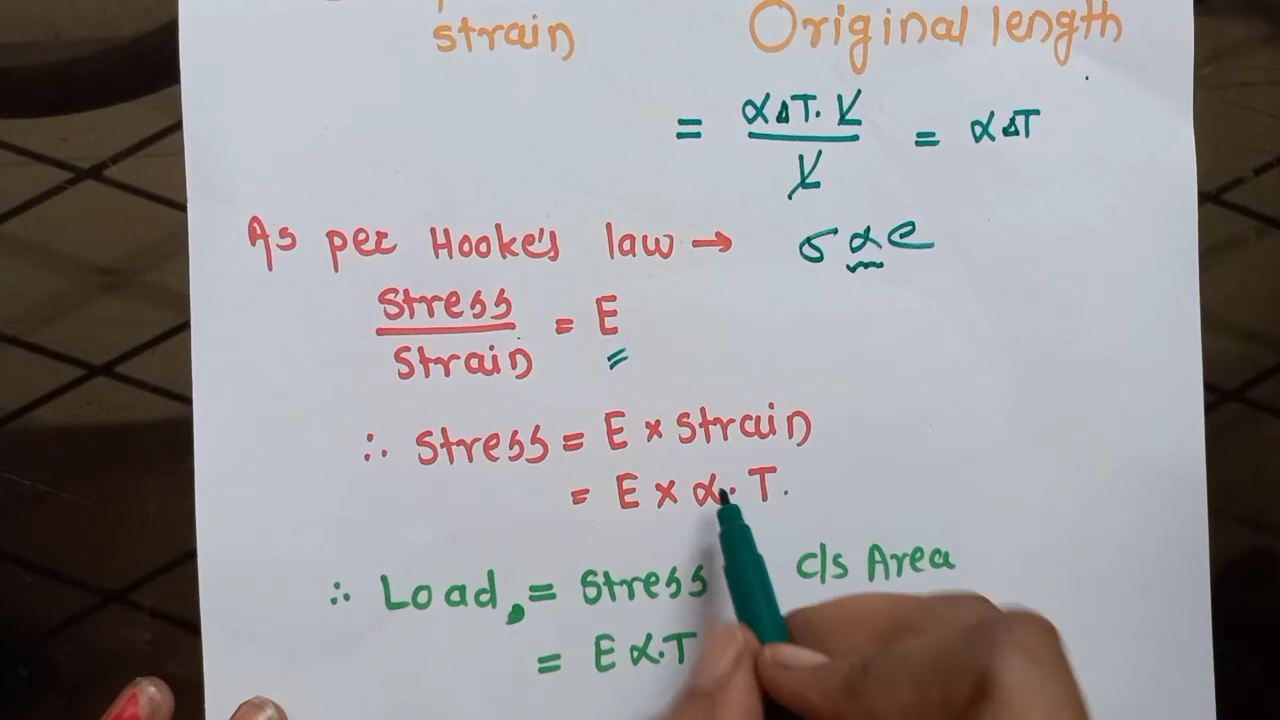 strain Original length
= αΔT.L / L = αΔT
As per Hooke's law → σ α e
Stress / Strain = E
∴ Stress = E × Strain
= E × α. T.
∴ Load, = Stress c/s Area
= E α.T